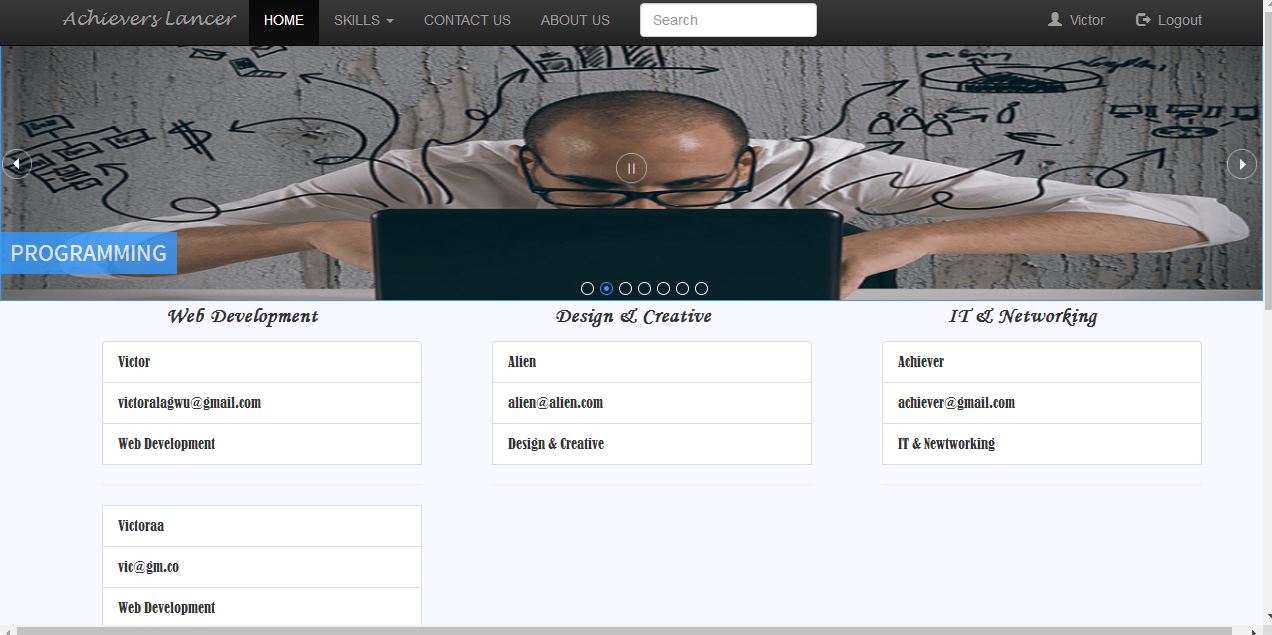 Achievers Lancer HOME SKILLS CONTACT US ABOUT US Search Victor Logout
PROGRAMMING
Web Development
Victor
victoralagwu@gmail.com
Web Development
Victoraa
vic@gm.co
Web Development
Design & Creative
Alien
alien@alien.com
Design & Creative
IT & Networking
Achiever
achiever@gmail.com
IT & Newtworking